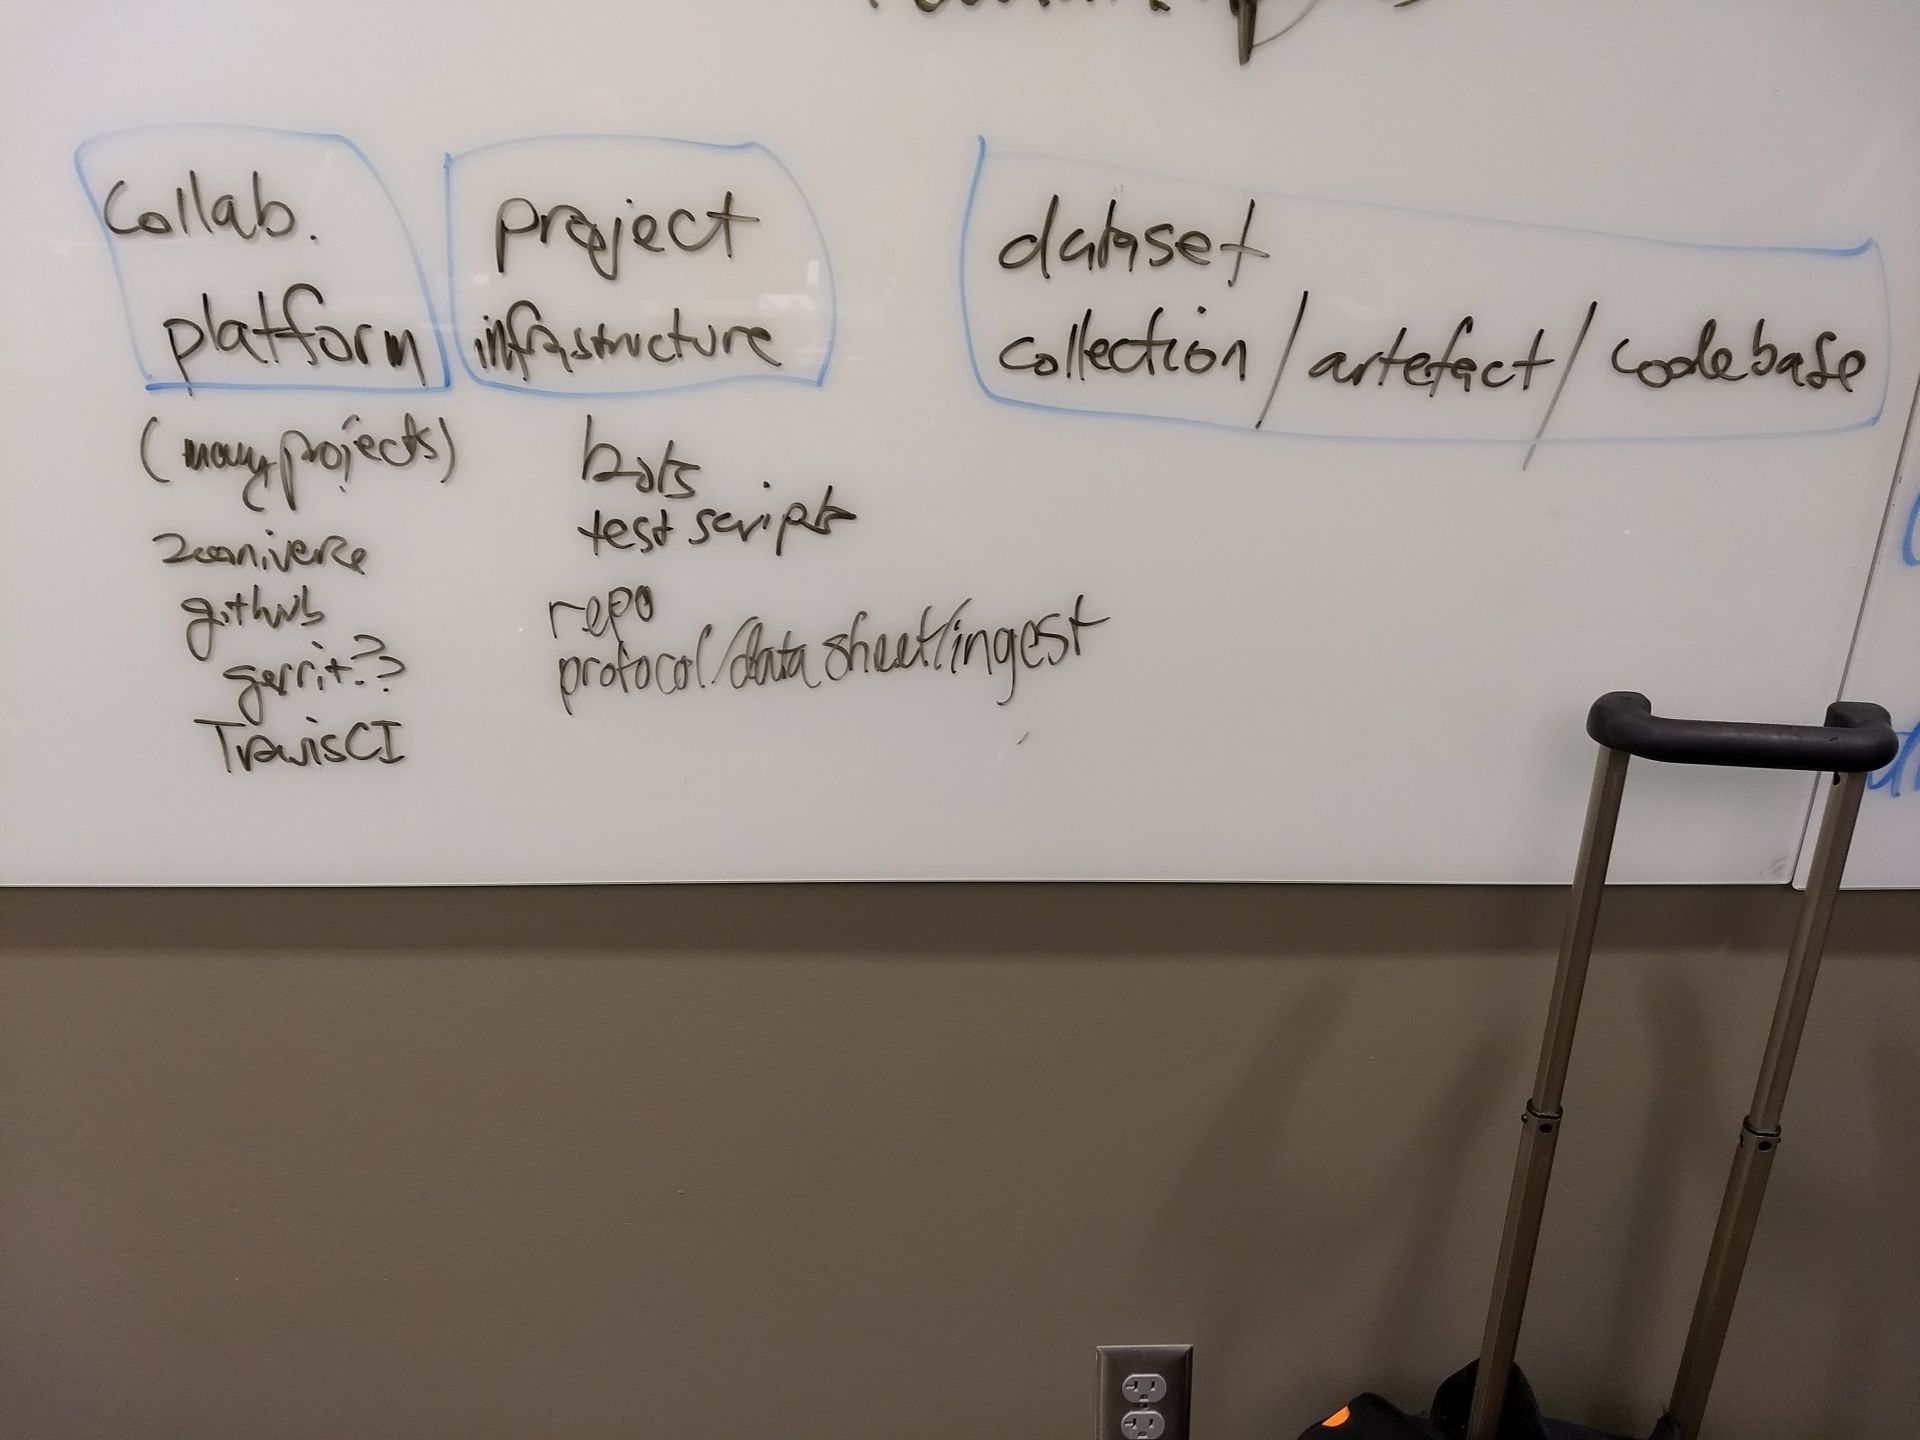 Collab.
platform
(many projects)
zooniverse
github
gerrit??
TravisCI
project
infrastructure
bots
test scripts
repo
protocol/data sheet/ingest
dataset
collection/artefact/codebase